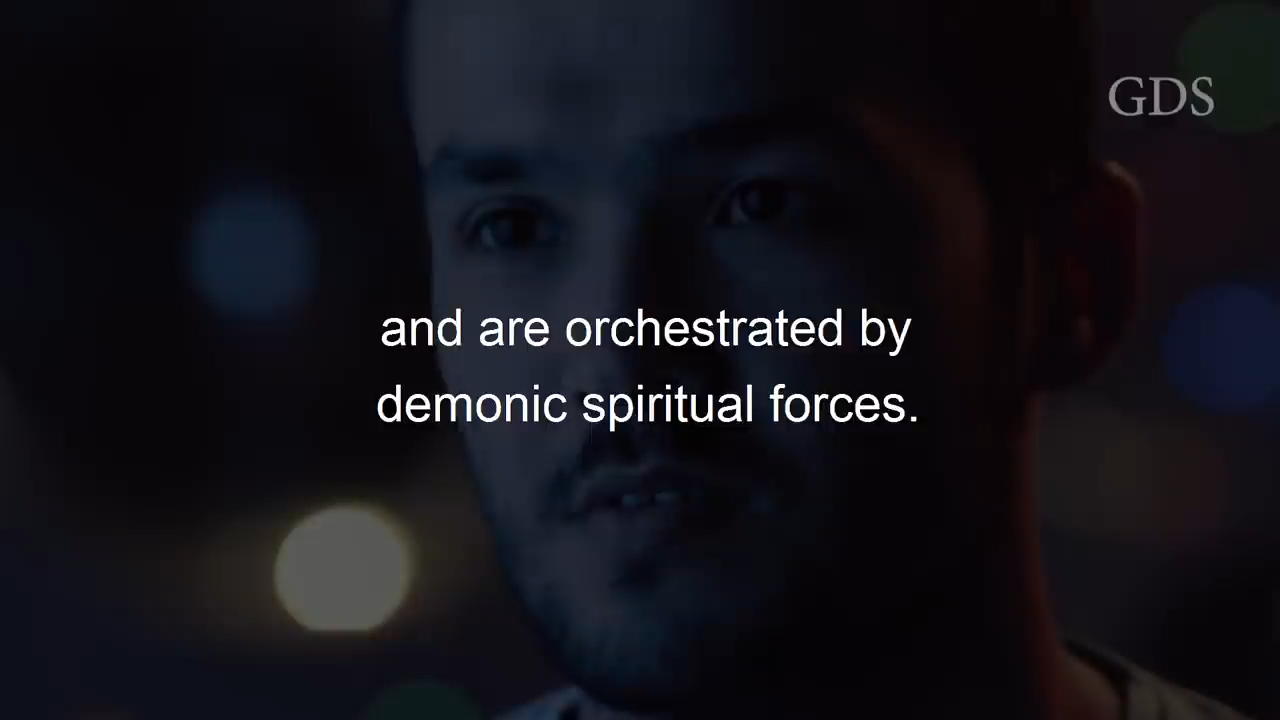 GDS
and are orchestrated by
demonic spiritual forces.